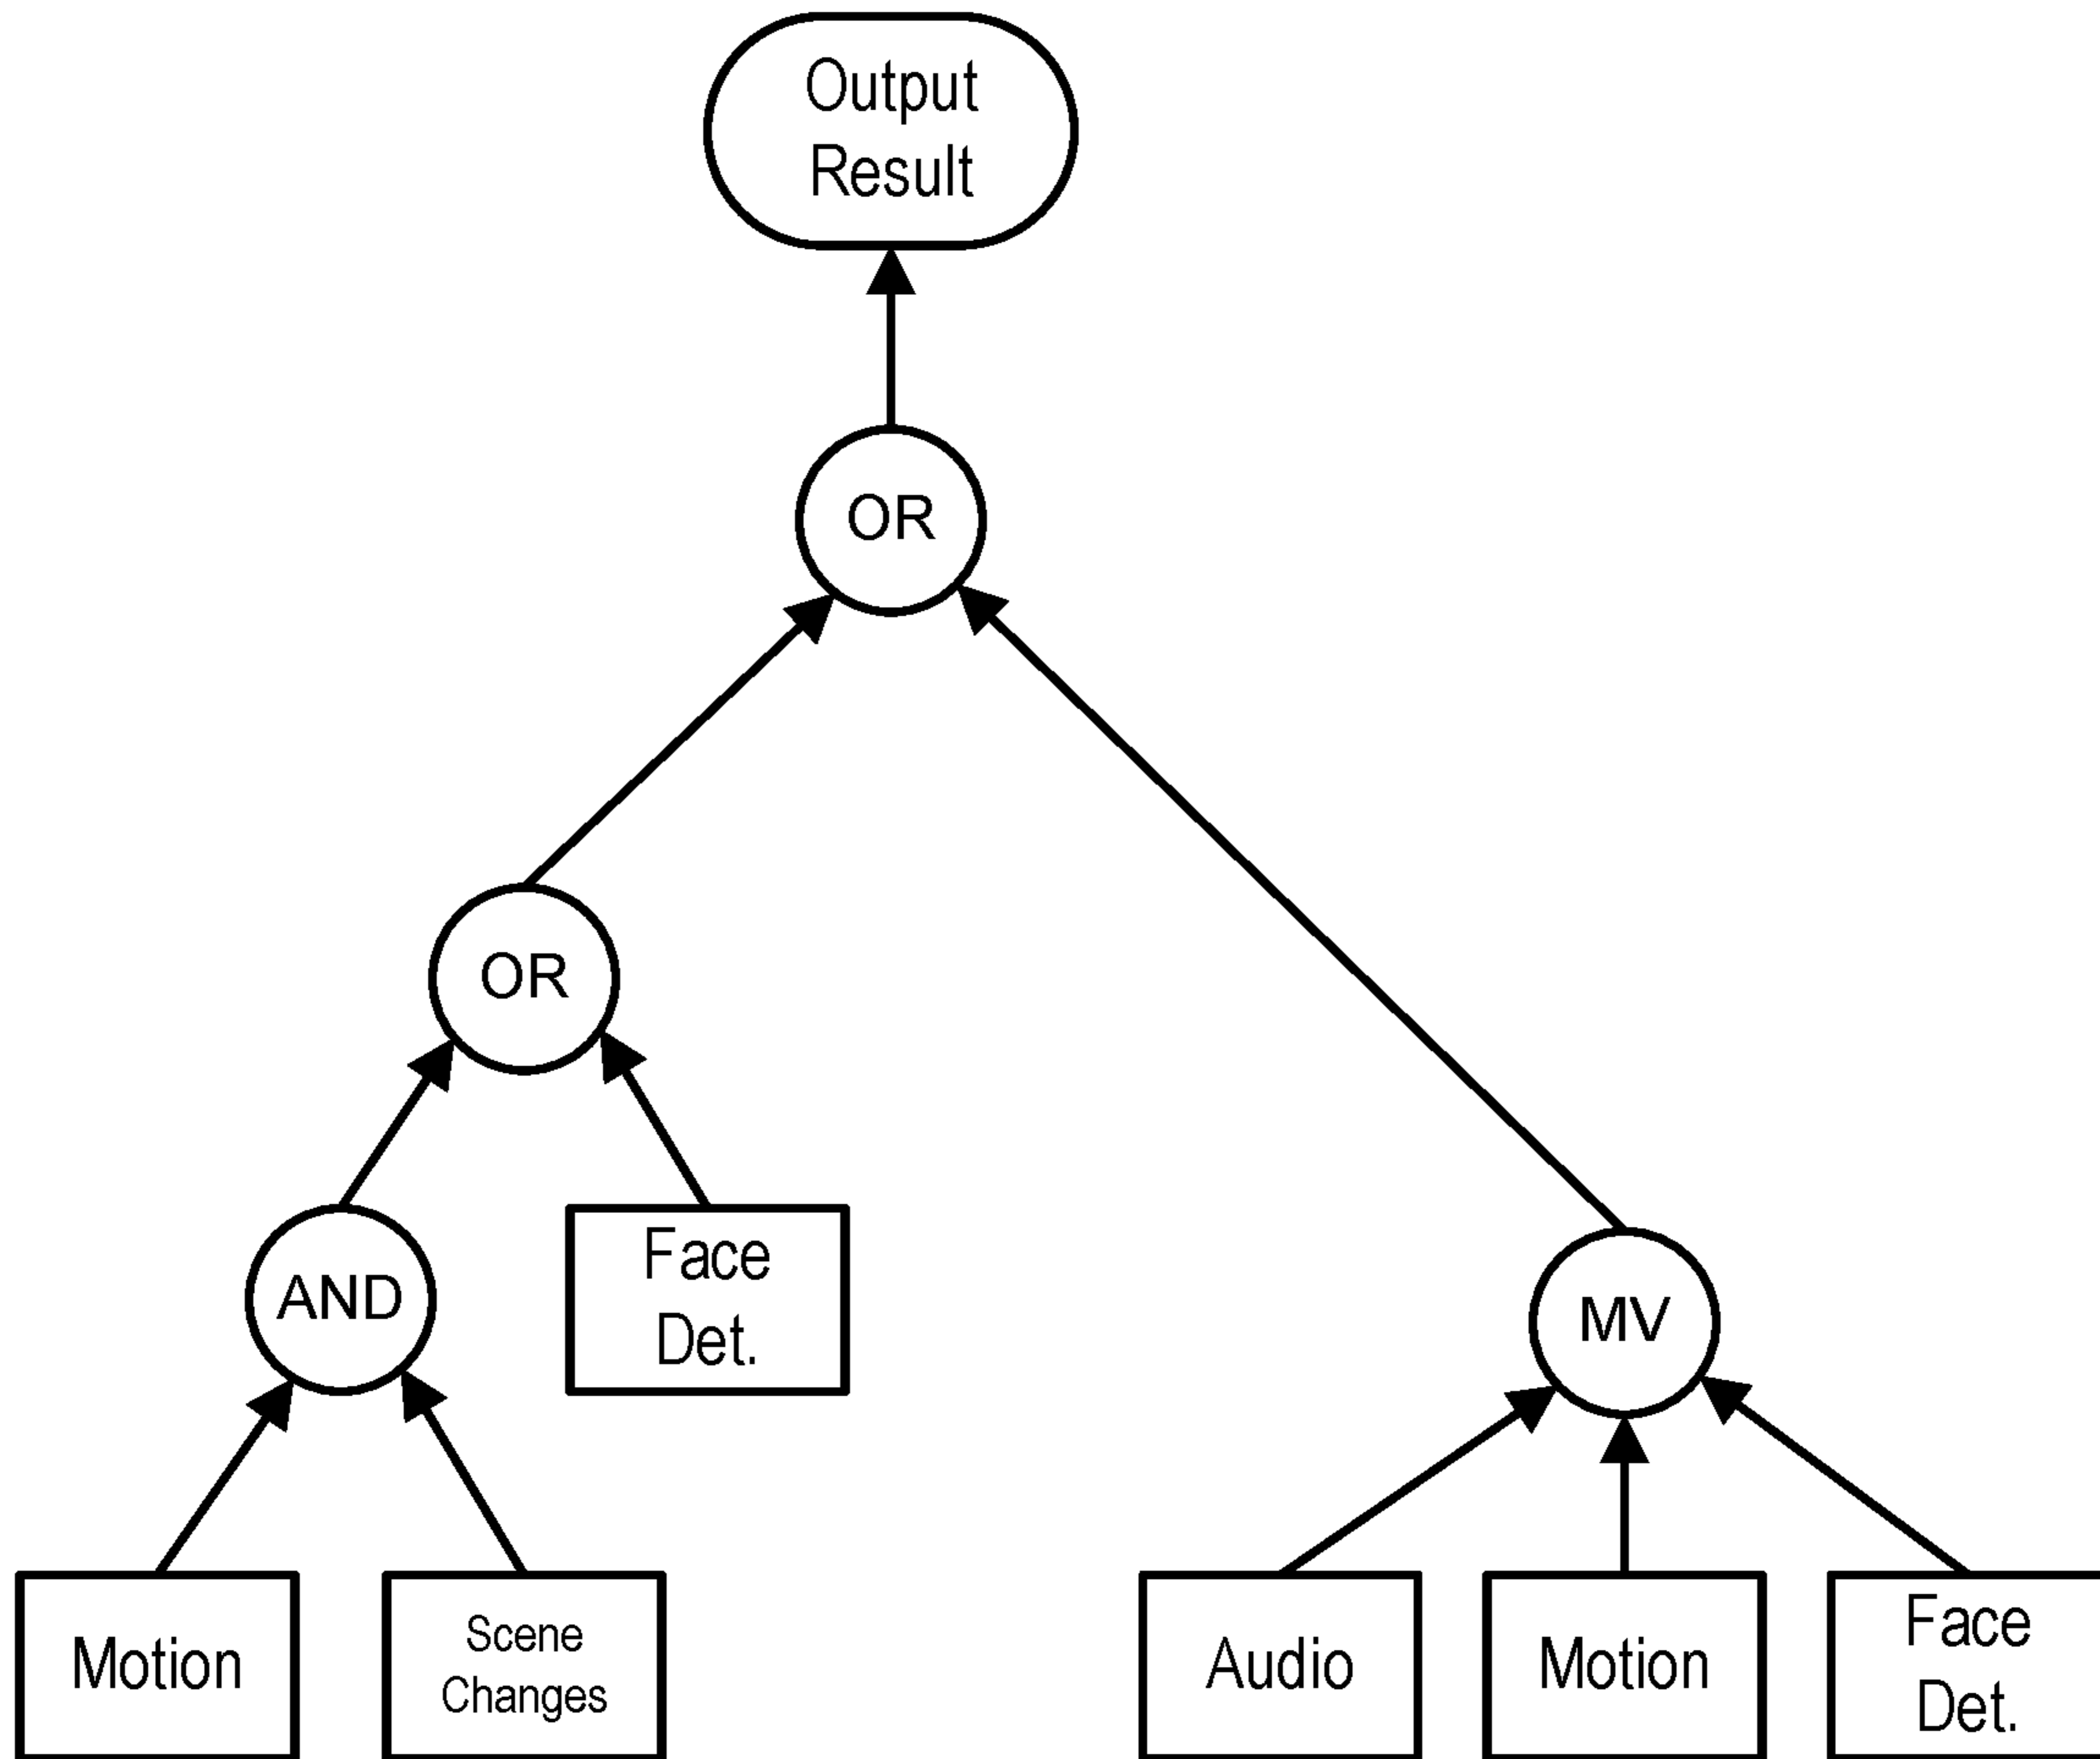 Output
Result
OR
OR
AND
Face
Det.
MV
Motion
Scene
Changes
Audio
Motion
Face
Det.